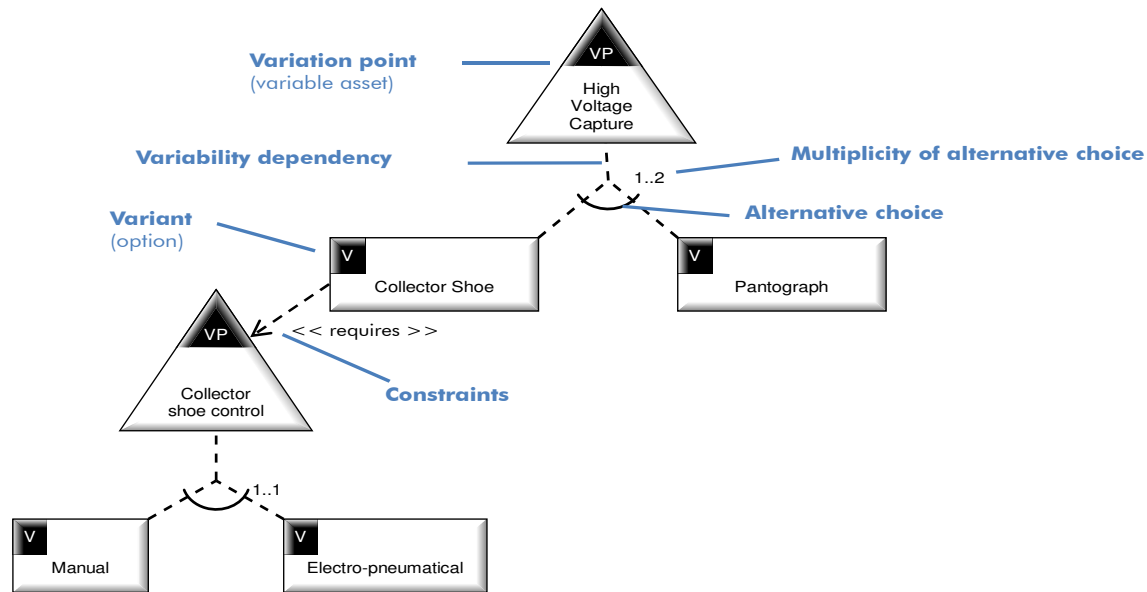 VP
High
Voltage
Capture
Variation point
(variable asset)
Variability dependency
Multiplicity of alternative choice
1..2
Alternative choice
Variant
(option)
V
Collector Shoe
V
Pantograph
VP
Collector
shoe control
<< requires >>
Constraints
1..1
V
Manual
V
Electro-pneumatical